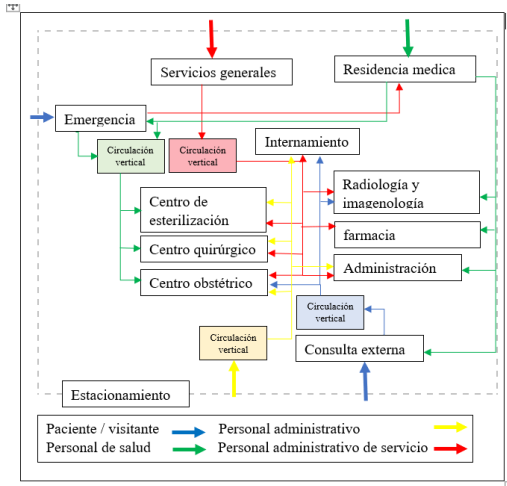 Servicios generales
Residencia medica
Emergencia
Circulación
vertical
Circulación
vertical
Internamiento
Centro de
esterilización
Radiología y
imagenología
Centro quirúrgico
farmacia
Centro obstétrico
Administración
Circulación
vertical
Circulación
vertical
Consulta externa
Estacionamiento
Paciente / visitante
Personal administrativo
Personal de salud
Personal administrativo de servicio